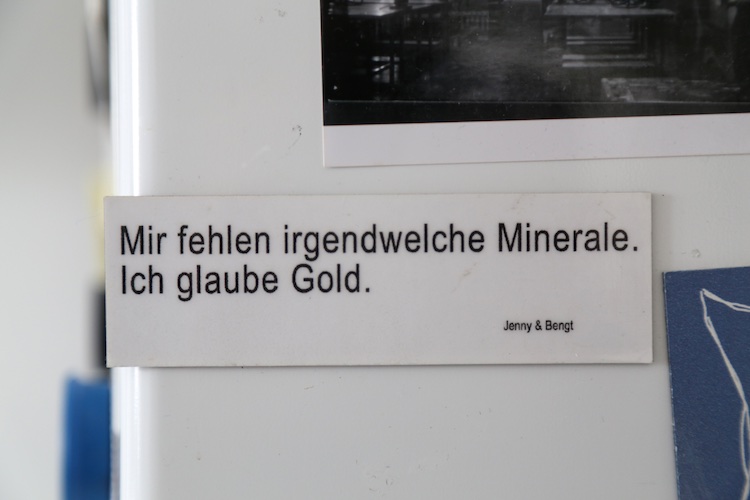 Mir fehlen irgendwelche Minerale.
Ich glaube Gold.
Jenny & Bengt